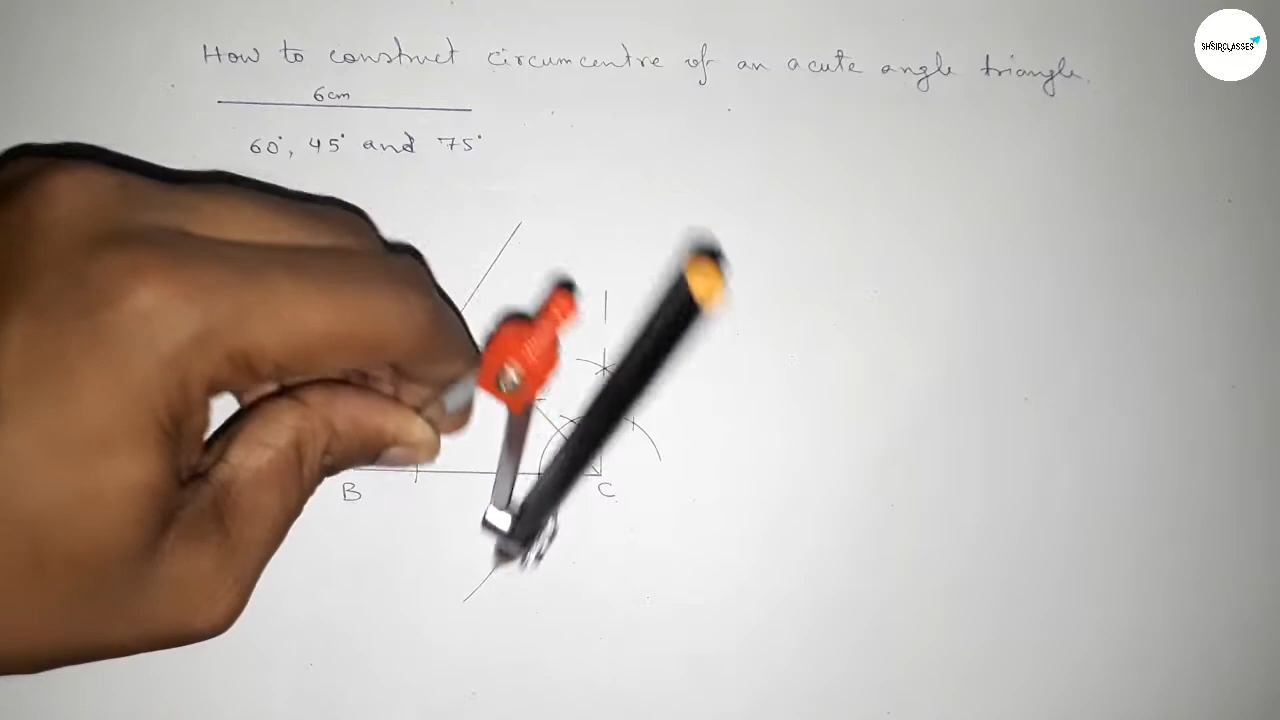 How to construct circumcentre of an acute angle triangle.
6cm
60°, 45° and 75°
B
C
SHSIRCLASSES